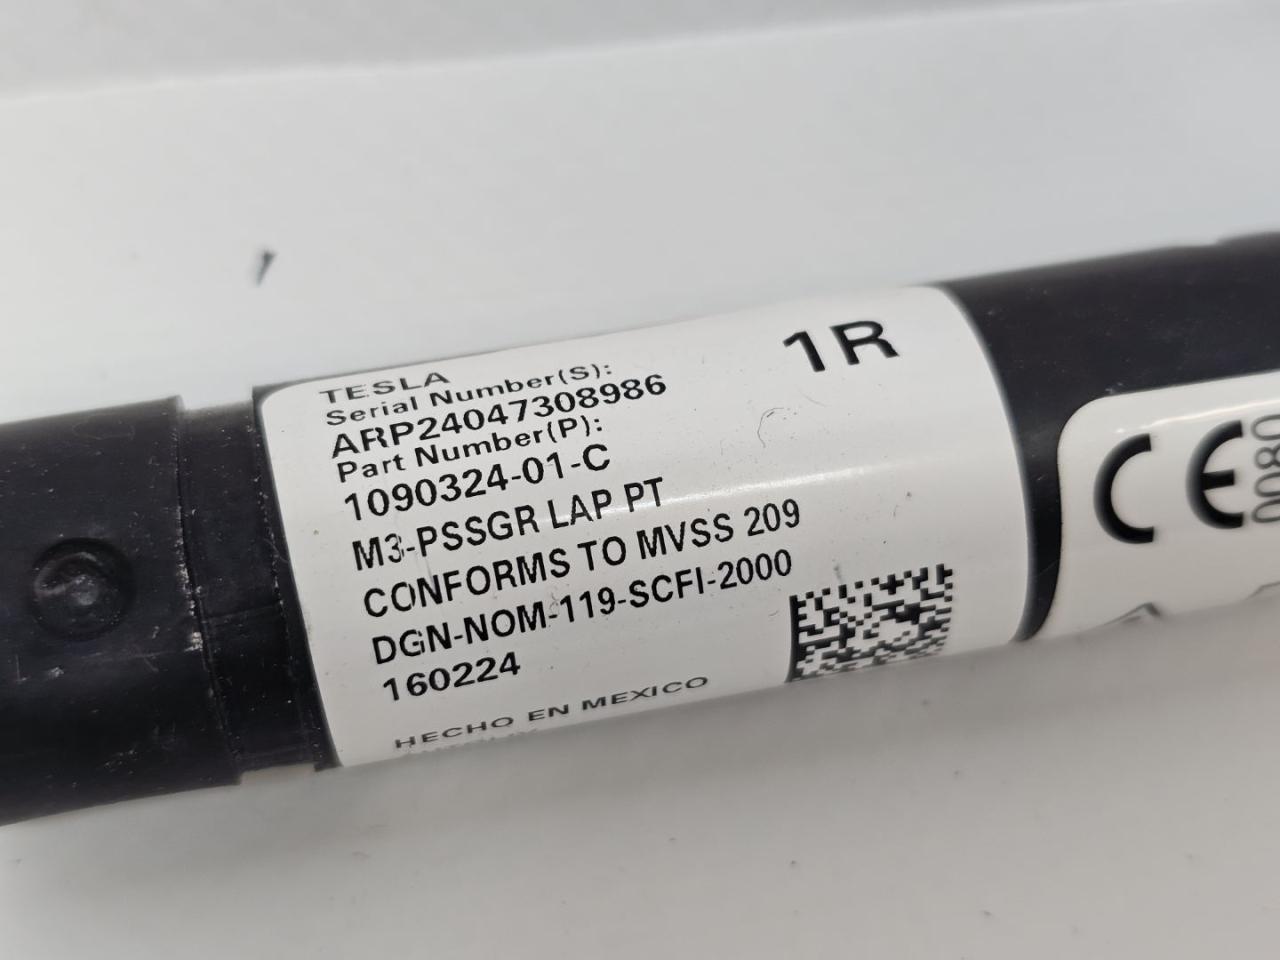 TESLA
Serial Number(S):
ARP24047308986
Part Number(P):
1090324-01-C
M3-PSSGR LAP PT
CONFORMS TO MVSS 209
DGN-NOM-119-SCFI-2000
160224
HECHO EN MEXICO
1R
CE
0080